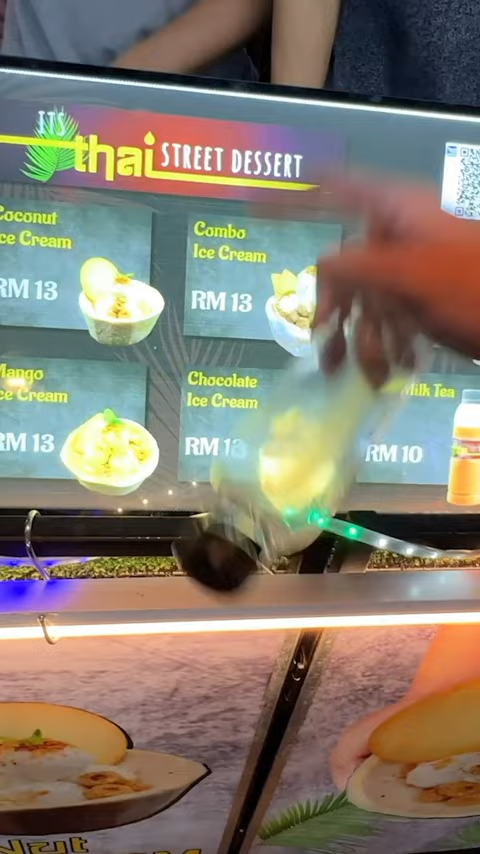 ITS
thai STREET DESSERT
Coconut
Ice Cream
RM 13
Combo
Ice Cream
RM 13
Mango
Ice Cream
RM 13
Chocolate
Ice Cream
RM 13
Milk Tea
RM 10